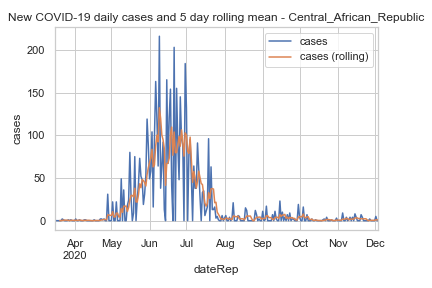 New COVID-19 daily cases and 5 day rolling mean - Central_African_Republic
cases
cases (rolling)
200
150
100
50
0
cases
Apr
2020
May
Jun
Jul
Aug
Sep
Oct
Nov
Dec
dateRep